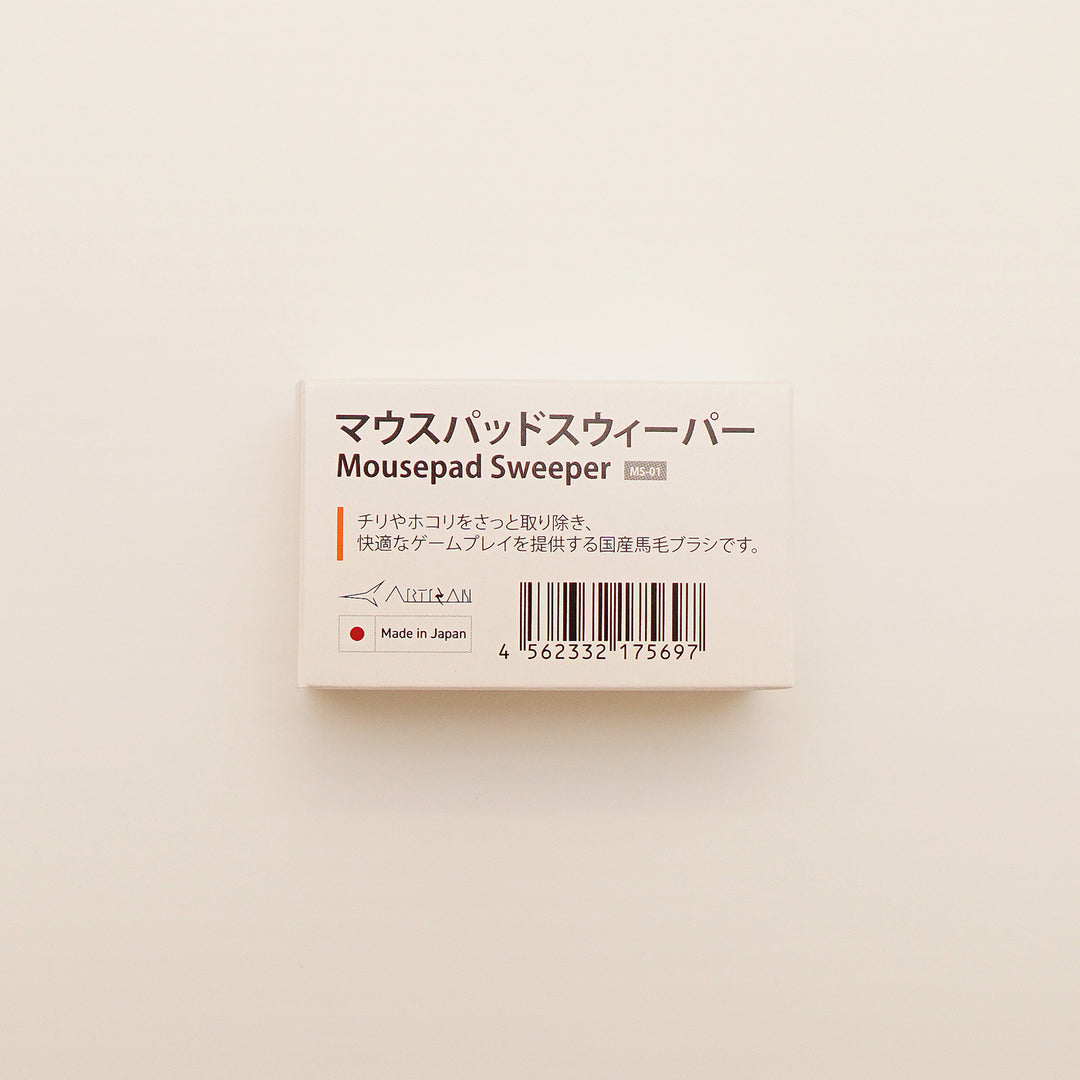 マウスパッドスウィーパー
Mousepad Sweeper MS-01
チリやホコリをさっと取り除き、
快適なゲームプレイを提供する国産馬毛ブラシです。
ARTISAN
Made in Japan
4 562332 175697